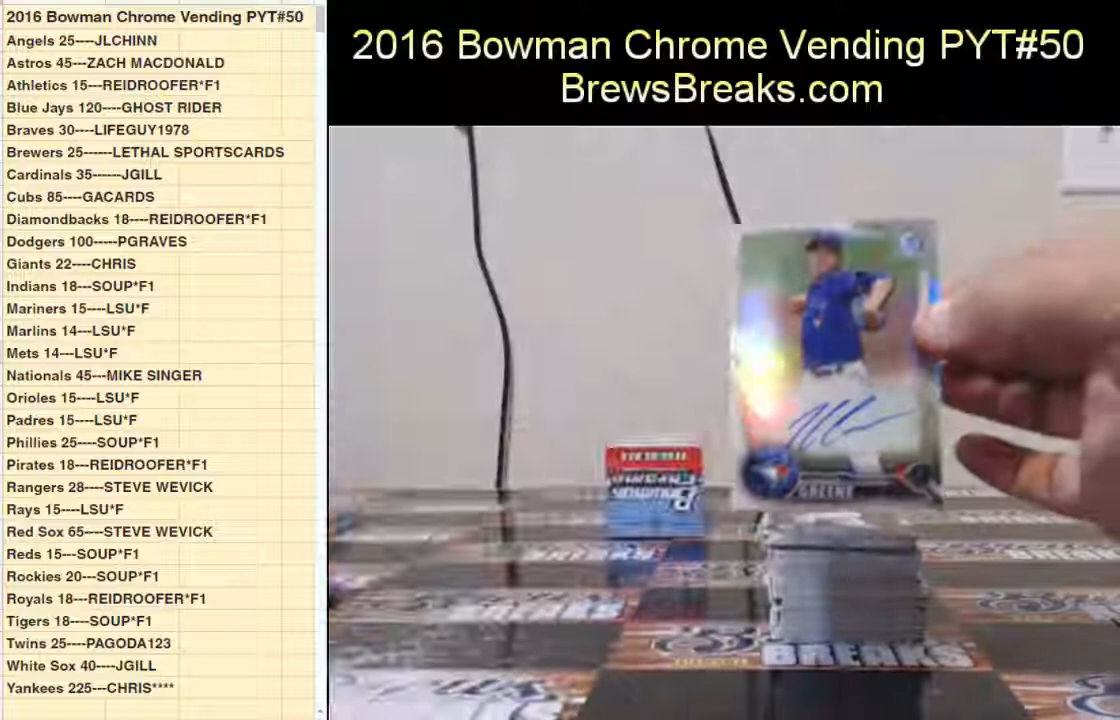 2016 Bowman Chrome Vending PYT#50
Angels 25----JLCHINN
Astros 45---ZACH MACDONALD
Athletics 15----REIDROOFER*F1
Blue Jays 120----GHOST RIDER
Braves 30----LIFEGUY1978
Brewers 25------LETHAL SPORTSCARDS
Cardinals 35------JGILL
Cubs 85----GACARDS
Diamondbacks 18----REIDROOFER*F1
Dodgers 100-----PGRAVES
Giants 22----CHRIS
Indians 18---SOUP*F1
Mariners 15----LSU*F
Marlins 14---LSU*F
Mets 14---LSU*F
Nationals 45---MIKE SINGER
Orioles 15----LSU*F
Padres 15----LSU*F
Phillies 25----SOUP*F1
Pirates 18---REIDROOFER*F1
Rangers 28----STEVE WEVICK
Rays 15----LSU*F
Red Sox 65----STEVE WEVICK
Reds 15---SOUP*F1
Rockies 20---SOUP*F1
Royals 18---REIDROOFER*F1
Tigers 18----SOUP*F1
Twins 25----PAGODA123
White Sox 40----JGILL
Yankees 225---CHRIS****
2016 Bowman Chrome Vending PYT#50
BrewsBreaks.com
GREENE
BREAKS